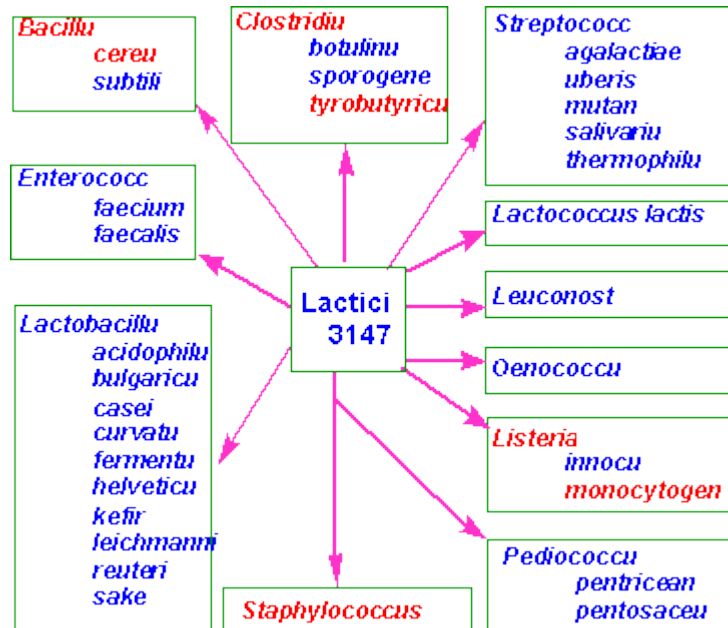 Bacillu
cereu
subtili
Clostridiu
botulinu
sporogene
tyrobutyricu
Streptococc
agalactiae
uberis
mutan
salivariu
thermophilu
Enterococc
faecium
faecalis
Lactococcus lactis
Lactici
3147
Leuconost
Lactobacillu
acidophilu
bulgaricu
casei
curvatu
fermentu
helveticu
kefir
leichmanni
reuteri
sake
Oenococcu
Listeria
innocu
monocytogen
Pediococcu
pentricean
pentosaceu
Staphylococcus